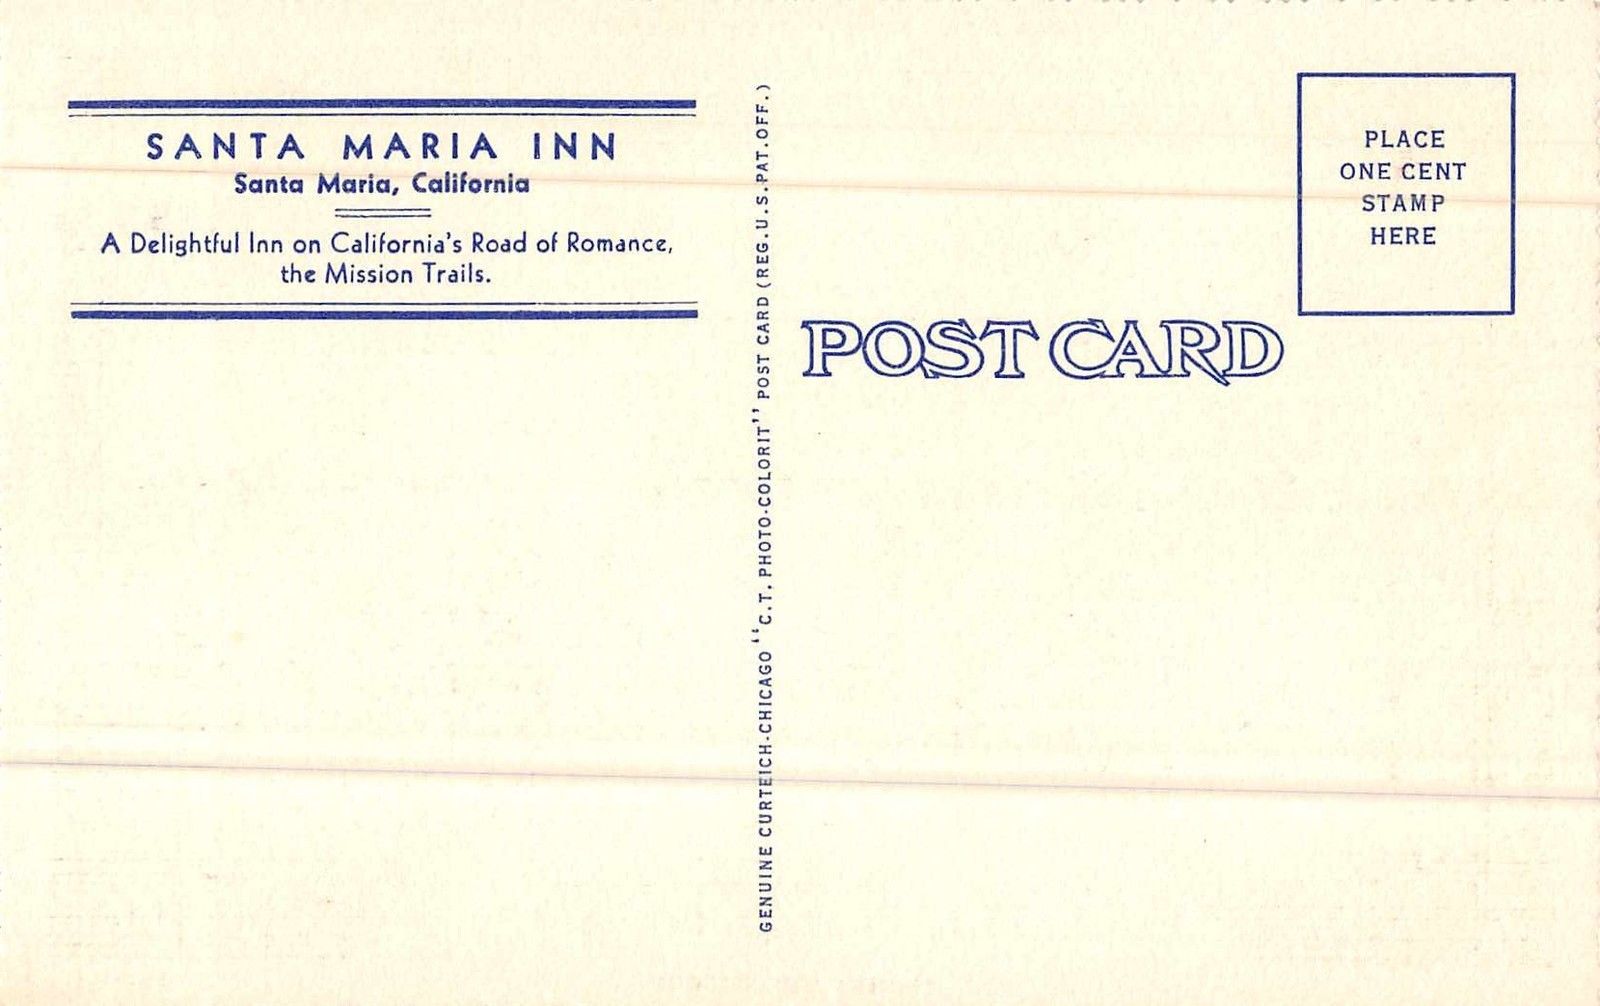 SANTA MARIA INN
Santa Maria, California
A Delightful Inn on California's Road of Romance,
the Mission Trails.
GENUINE CURTEICH-CHICAGO "C.T. PHOTO-COLORIT" POST CARD (REG.U.S.PAT.OFF.)
POST CARD
PLACE
ONE CENT
STAMP
HERE